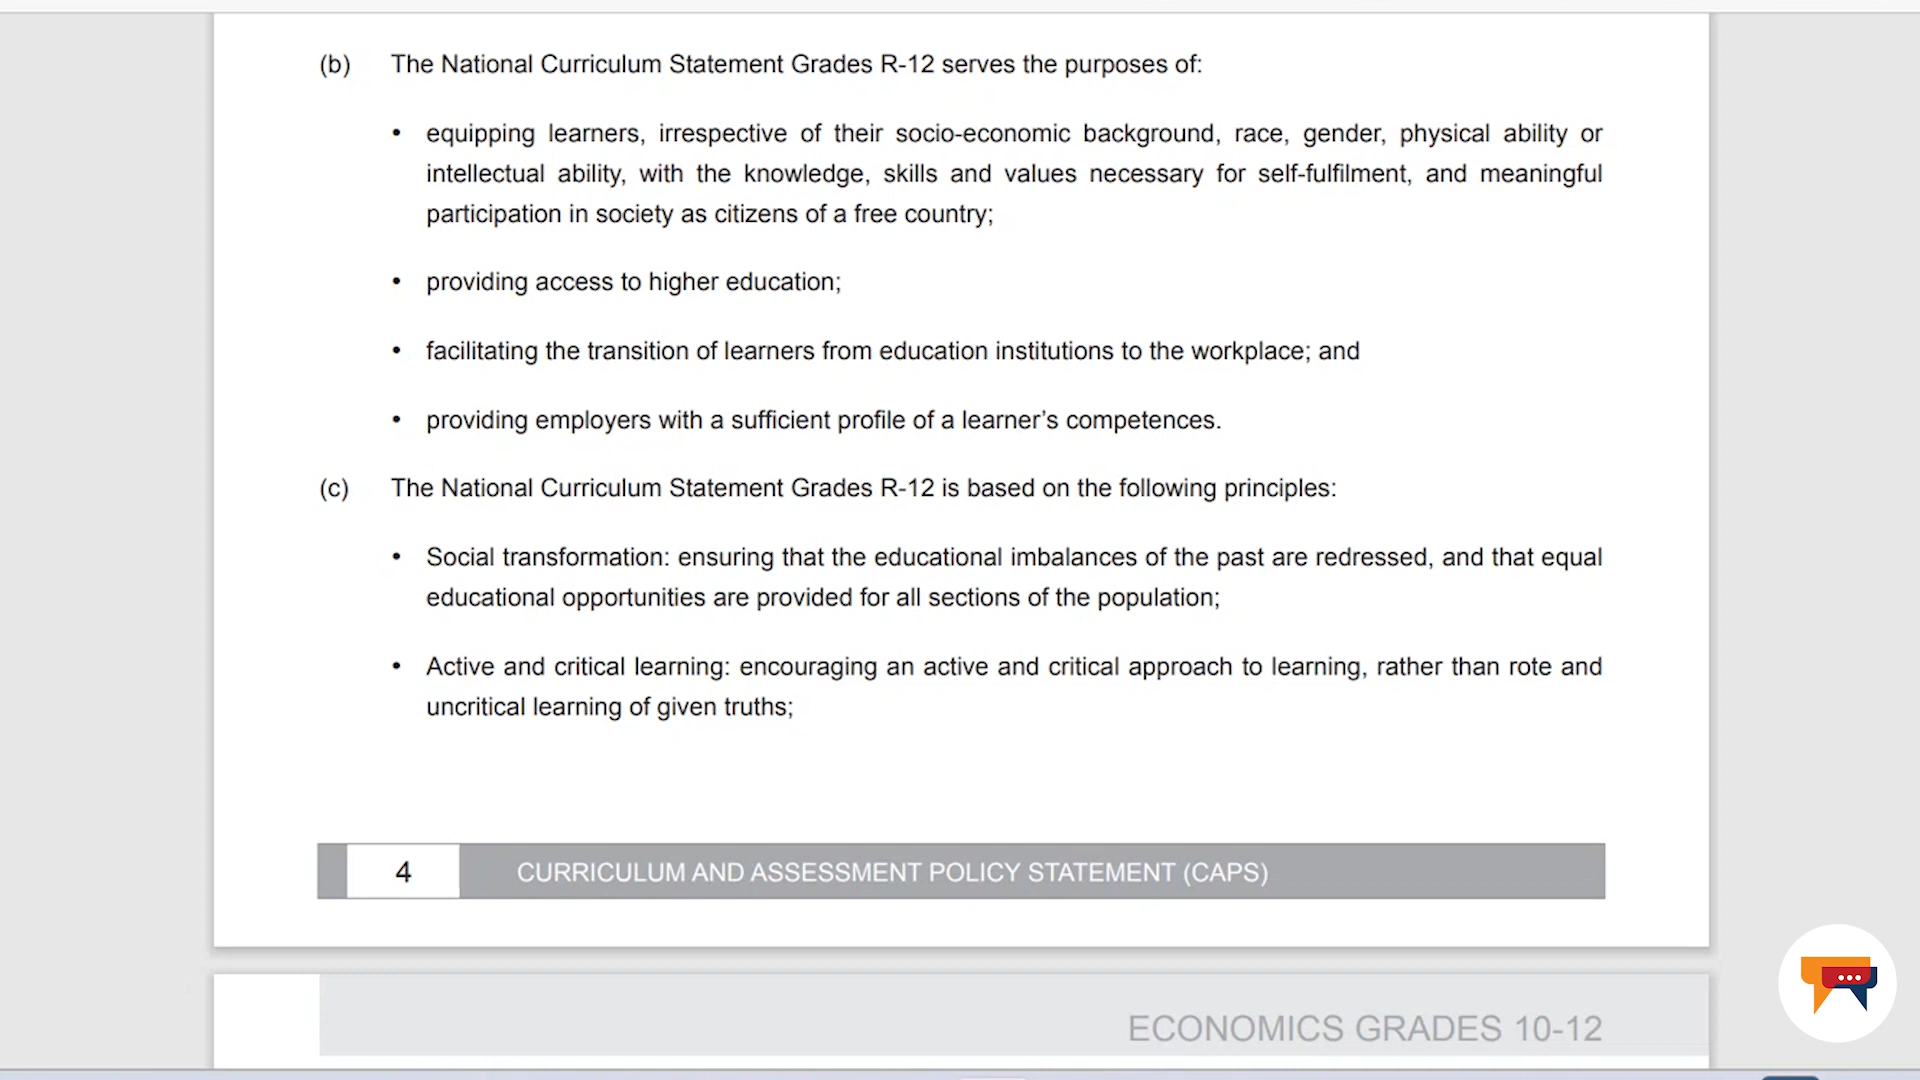 (b) The National Curriculum Statement Grades R-12 serves the purposes of:
• equipping learners, irrespective of their socio-economic background, race, gender, physical ability or
intellectual ability, with the knowledge, skills and values necessary for self-fulfilment, and meaningful
participation in society as citizens of a free country;
• providing access to higher education;
• facilitating the transition of learners from education institutions to the workplace; and
• providing employers with a sufficient profile of a learner’s competences.
(c) The National Curriculum Statement Grades R-12 is based on the following principles:
• Social transformation: ensuring that the educational imbalances of the past are redressed, and that equal
educational opportunities are provided for all sections of the population;
• Active and critical learning: encouraging an active and critical approach to learning, rather than rote and
uncritical learning of given truths;
4 CURRICULUM AND ASSESSMENT POLICY STATEMENT (CAPS)
ECONOMICS GRADES 10-12